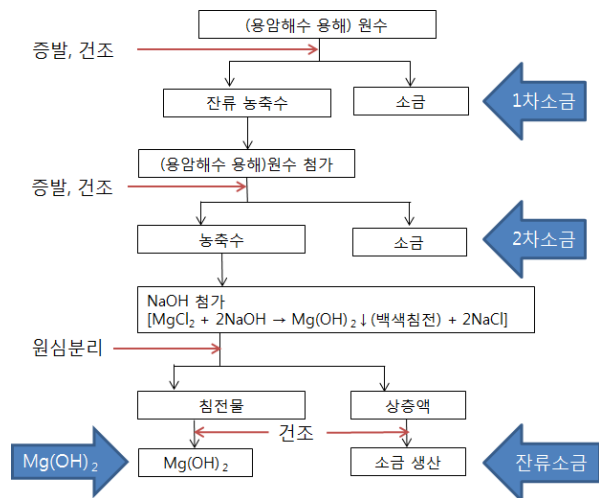 (용암해수 용해) 원수
증발, 건조
잔류 농축수
소금
1차소금
(용암해수 용해)원수 첨가
증발, 건조
농축수
소금
2차소금
NaOH 첨가
[MgCl₂ + 2NaOH → Mg(OH)₂↓(백색침전) + 2NaCl]
원심분리
침전물
상층액
건조
Mg(OH)₂
Mg(OH)₂
소금 생산
잔류소금